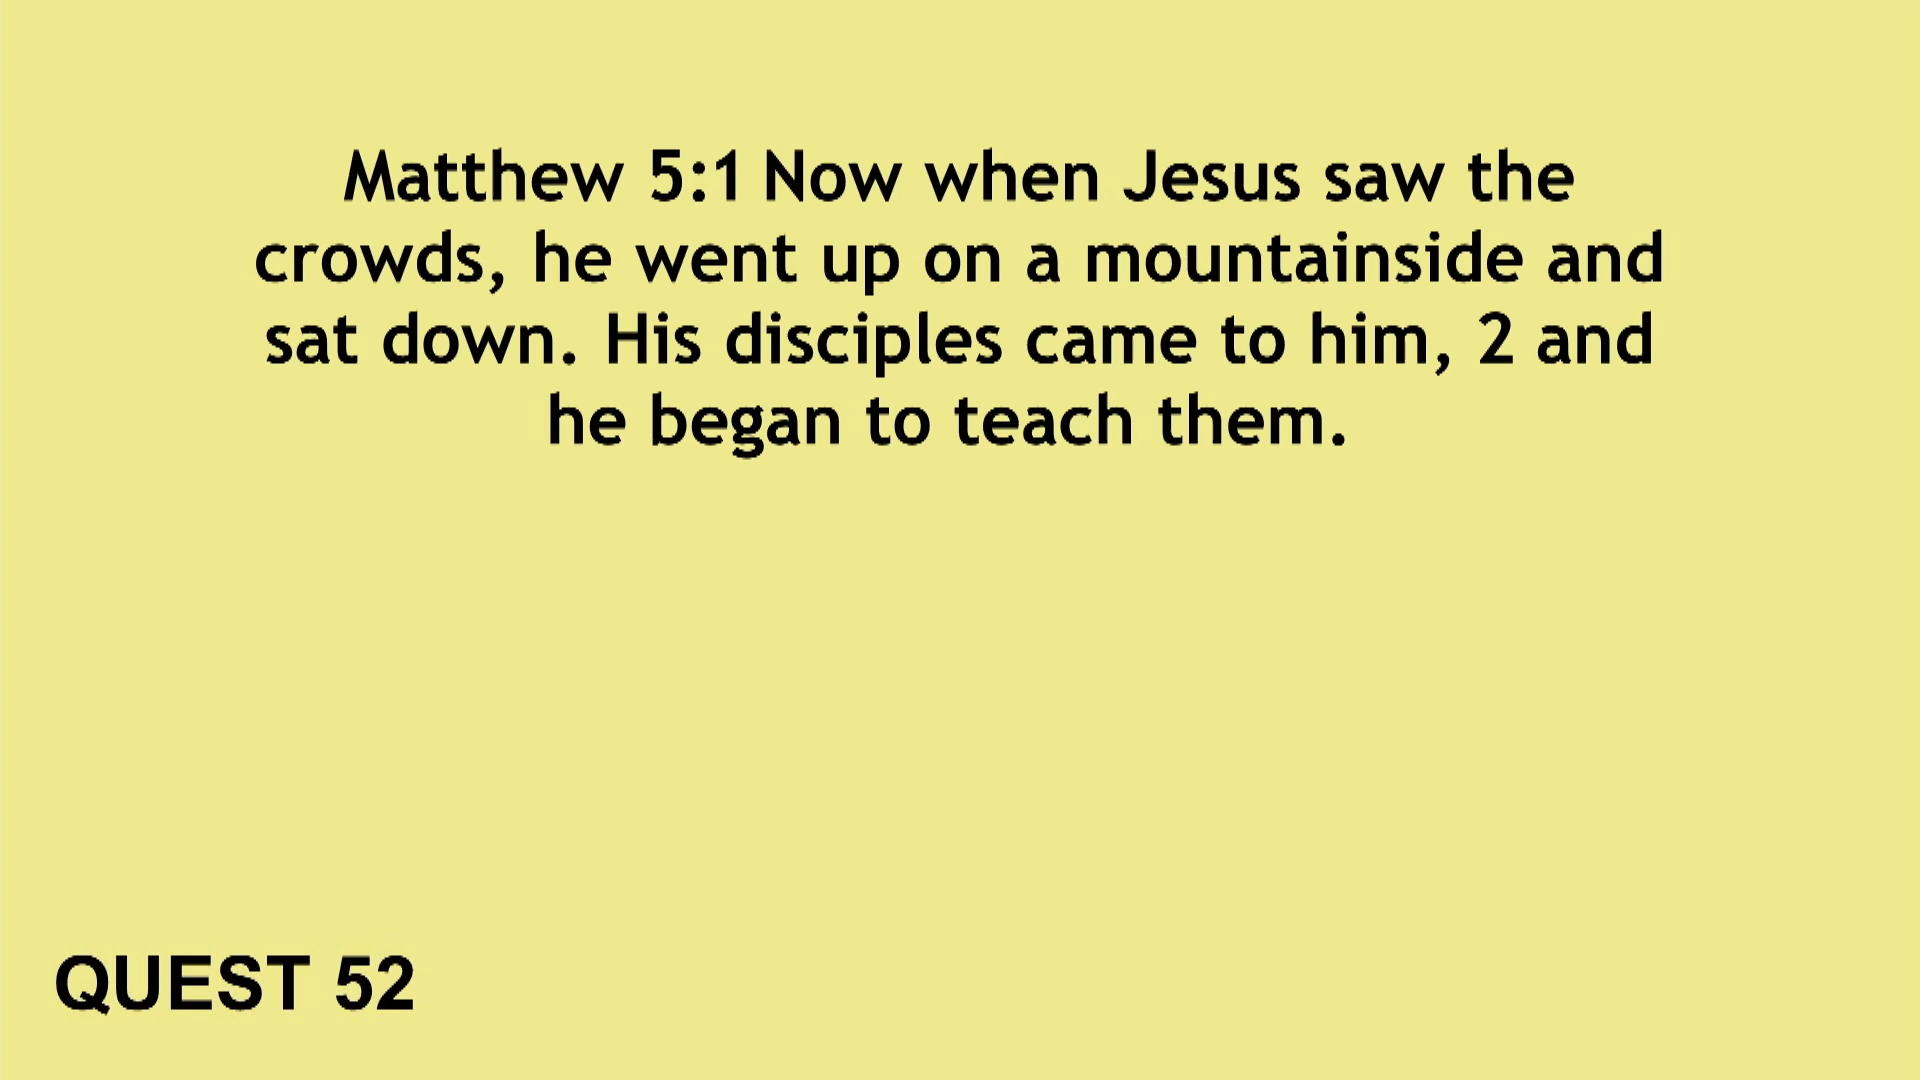 Matthew 5:1 Now when Jesus saw the
crowds, he went up on a mountainside and
sat down. His disciples came to him, 2 and
he began to teach them.
QUEST 52